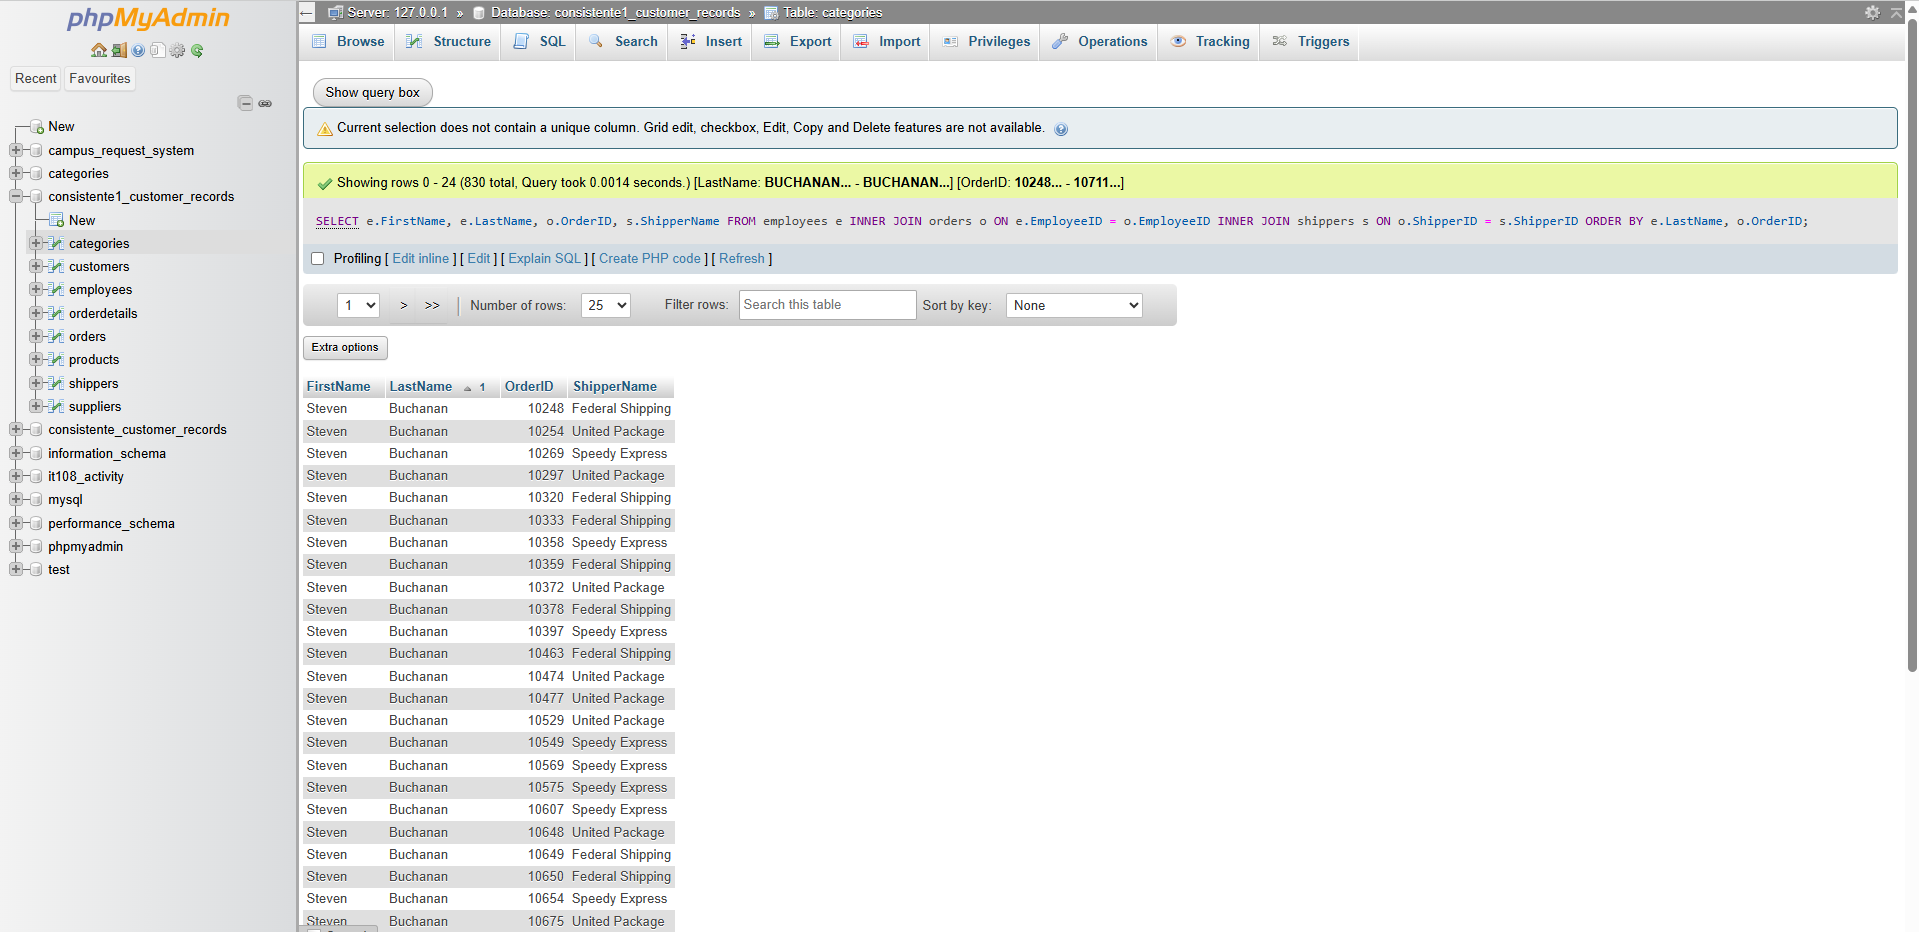 phpMyAdmin
Recent Favourites
New
campus_request_system
categories
consistente1_customer_records
New
categories
customers
employees
orderdetails
orders
products
shippers
suppliers
consistente_customer_records
information_schema
it108_activity
mysql
performance_schema
phpmyadmin
test
Server: 127.0.0.1 » Database: consistente1_customer_records » Table: categories
Browse Structure SQL Search Insert Export Import Privileges Operations Tracking Triggers
Show query box
Current selection does not contain a unique column. Grid edit, checkbox, Edit, Copy and Delete features are not available.
Showing rows 0 - 24 (830 total, Query took 0.0014 seconds.) [LastName: BUCHANAN... - BUCHANAN...] [OrderID: 10248... - 10711...]
SELECT e.FirstName, e.LastName, o.OrderID, s.ShipperName FROM employees e INNER JOIN orders o ON e.EmployeeID = o.EmployeeID INNER JOIN shippers s ON o.ShipperID = s.ShipperID ORDER BY e.LastName, o.OrderID;
Profiling [ Edit inline ] [ Edit ] [ Explain SQL ] [ Create PHP code ] [ Refresh ]
1 > >> | Number of rows: 25 Filter rows: Search this table Sort by key: None
Extra options
FirstName LastName 1 OrderID ShipperName
Steven Buchanan 10248 Federal Shipping
Steven Buchanan 10254 United Package
Steven Buchanan 10269 Speedy Express
Steven Buchanan 10297 United Package
Steven Buchanan 10320 Federal Shipping
Steven Buchanan 10333 Federal Shipping
Steven Buchanan 10358 Speedy Express
Steven Buchanan 10359 Federal Shipping
Steven Buchanan 10372 United Package
Steven Buchanan 10378 Federal Shipping
Steven Buchanan 10397 Speedy Express
Steven Buchanan 10463 Federal Shipping
Steven Buchanan 10474 United Package
Steven Buchanan 10477 United Package
Steven Buchanan 10529 United Package
Steven Buchanan 10549 Speedy Express
Steven Buchanan 10569 Speedy Express
Steven Buchanan 10575 Speedy Express
Steven Buchanan 10607 Speedy Express
Steven Buchanan 10648 United Package
Steven Buchanan 10649 Federal Shipping
Steven Buchanan 10650 Federal Shipping
Steven Buchanan 10654 Speedy Express
Steven Buchanan 10675 United Package